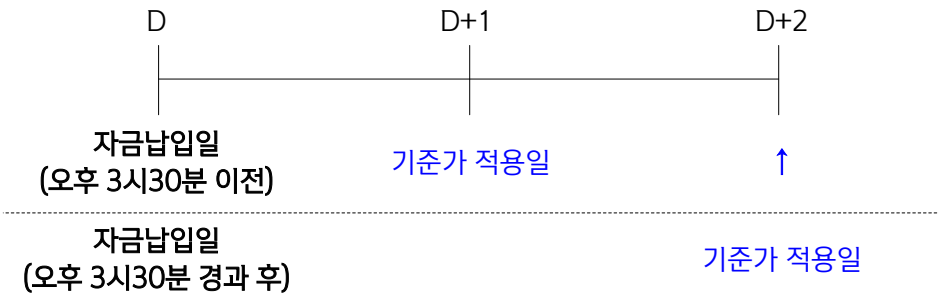 D D+1 D+2
자금납입일
(오후 3시30분 이전)
기준가 적용일
↑
자금납입일
(오후 3시30분 경과 후)
기준가 적용일